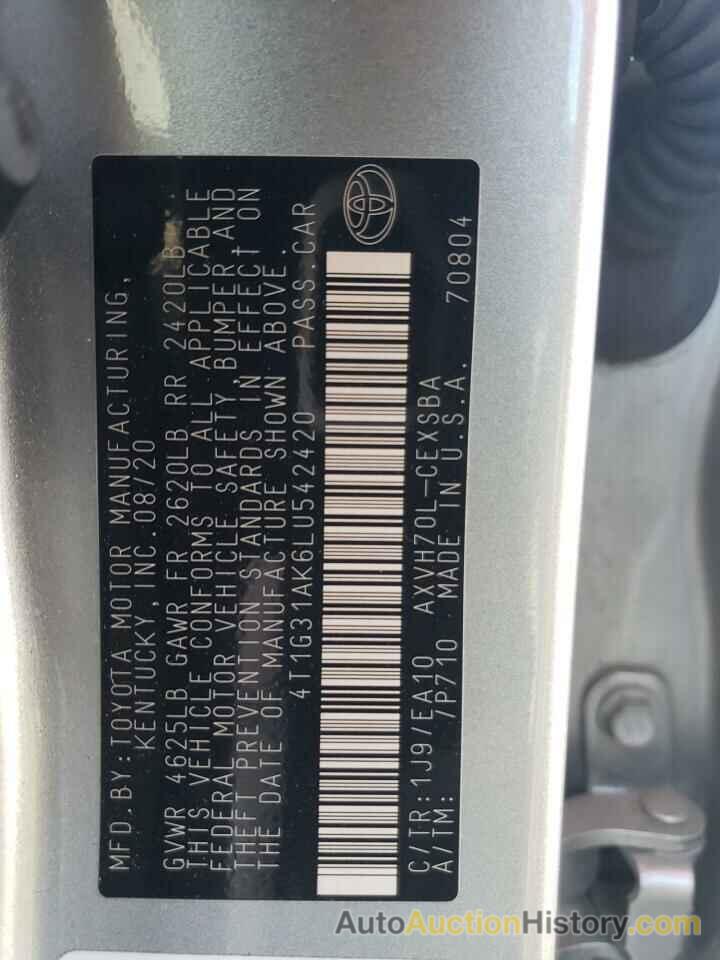 MFD.BY:TOYOTA MOTOR MANUFACTURING,
KENTUCKY, INC. 08/20
GVWR 4625LB GAWR FR 2620LB RR 2420LB
THIS VEHICLE CONFORMS TO ALL APPLICABLE
FEDERAL MOTOR VEHICLE SAFETY, BUMPER AND
THEFT PREVENTION STANDARDS IN EFFECT ON
THE DATE OF MANUFACTURE SHOWN ABOVE.
4T1G31AK6LU542420 PASS.CAR
C/TR:1J9/EA10 AXVH70L-CEXSBA
A/TM: /P710 MADE IN U.S.A. 70804
AutoAuctionHistory.com